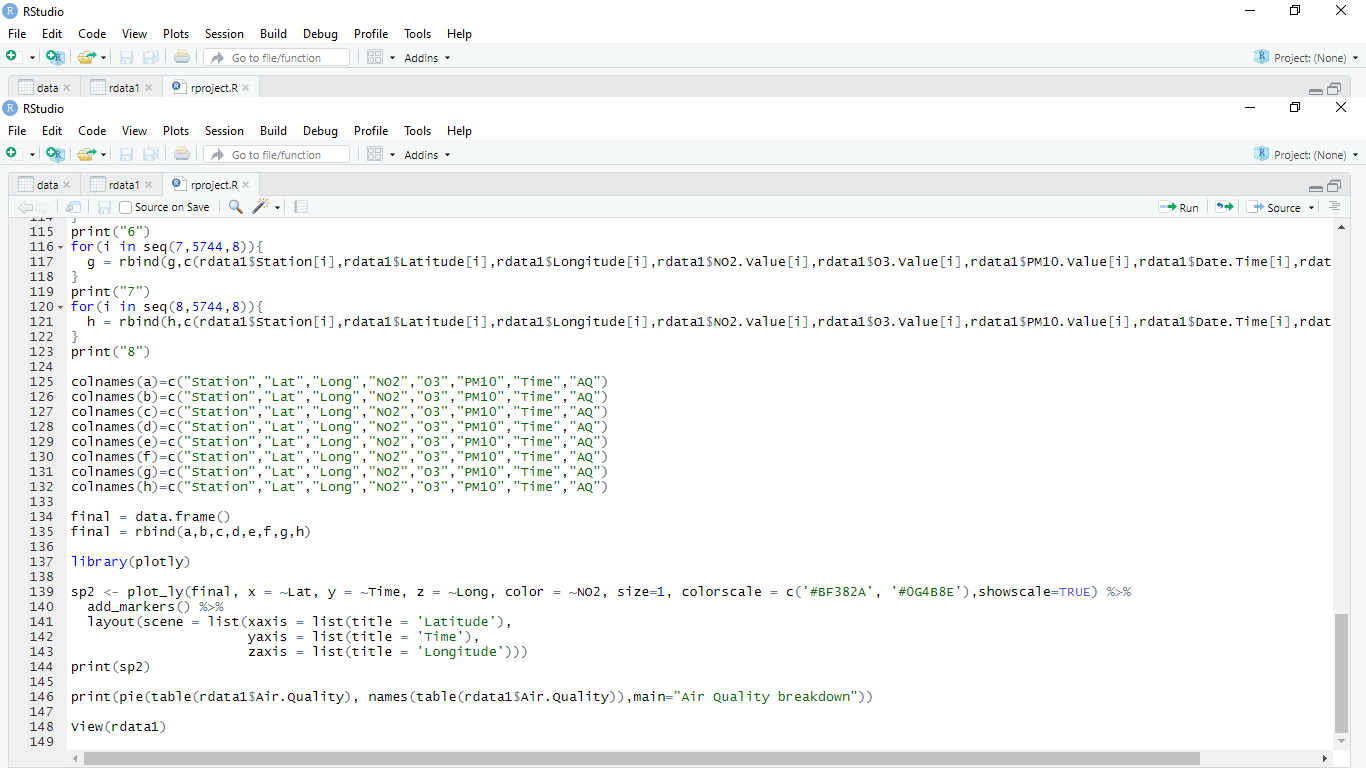 RStudio
File Edit Code View Plots Session Build Debug Profile Tools Help
Go to file/function Addins Project: (None)
data rdata1 rproject.R
RStudio
File Edit Code View Plots Session Build Debug Profile Tools Help
Go to file/function Addins Project: (None)
data rdata1 rproject.R
Source on Save Run Source
114 }
115 print("6")
116 for(i in seq(7,5744,8)){
117 g = rbind(g,c(rdata1$Station[i],rdata1$Latitude[i],rdata1$Longitude[i],rdata1$NO2.Value[i],rdata1$O3.Value[i],rdata1$PM10.Value[i],rdata1$Date.Time[i],rdat
118 }
119 print("7")
120 for(i in seq(8,5744,8)){
121 h = rbind(h,c(rdata1$Station[i],rdata1$Latitude[i],rdata1$Longitude[i],rdata1$NO2.Value[i],rdata1$O3.Value[i],rdata1$PM10.Value[i],rdata1$Date.Time[i],rdat
122 }
123 print("8")
124
125 colnames(a)=c("Station","Lat","Long","NO2","O3","PM10","Time","AQ")
126 colnames(b)=c("Station","Lat","Long","NO2","O3","PM10","Time","AQ")
127 colnames(c)=c("Station","Lat","Long","NO2","O3","PM10","Time","AQ")
128 colnames(d)=c("Station","Lat","Long","NO2","O3","PM10","Time","AQ")
129 colnames(e)=c("Station","Lat","Long","NO2","O3","PM10","Time","AQ")
130 colnames(f)=c("Station","Lat","Long","NO2","O3","PM10","Time","AQ")
131 colnames(g)=c("Station","Lat","Long","NO2","O3","PM10","Time","AQ")
132 colnames(h)=c("Station","Lat","Long","NO2","O3","PM10","Time","AQ")
133
134 final = data.frame()
135 final = rbind(a,b,c,d,e,f,g,h)
136
137 library(plotly)
138
139 sp2 <- plot_ly(final, x = ~Lat, y = ~Time, z = ~Long, color = ~NO2, size=1, colorscale = c('#BF382A', '#0G4B8E'),showscale=TRUE) %>%
140 add_markers() %>%
141 layout(scene = list(xaxis = list(title = 'Latitude'),
142 yaxis = list(title = 'Time'),
143 zaxis = list(title = 'Longitude')))
144 print(sp2)
145
146 print(pie(table(rdata1$Air.Quality), names(table(rdata1$Air.Quality)),main="Air Quality breakdown"))
147
148 View(rdata1)
149